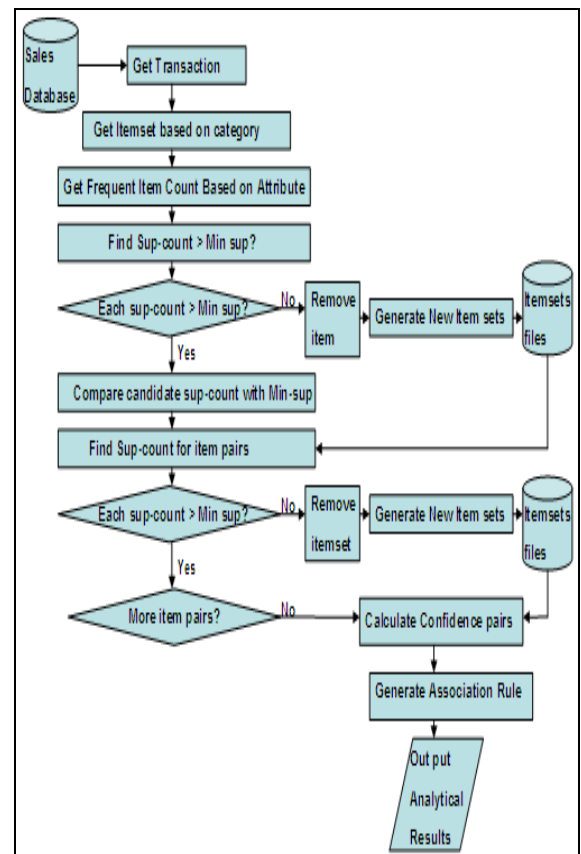 Sales
Database
Get Transaction
Get Itemset based on category
Get Frequent Item Count Based on Attribute
Find Sup-count > Min sup?
Each sup-count > Min sup?
No
Remove
item
Generate New Item sets
Itemsets
files
Yes
Compare candidate sup-count with Min-sup
Find Sup-count for item pairs
Each sup-count > Min sup?
No
Remove
itemset
Generate New Item sets
Itemsets
files
Yes
More item pairs?
No
Calculate Confidence pairs
Generate Association Rule
Out put
Analytical
Results